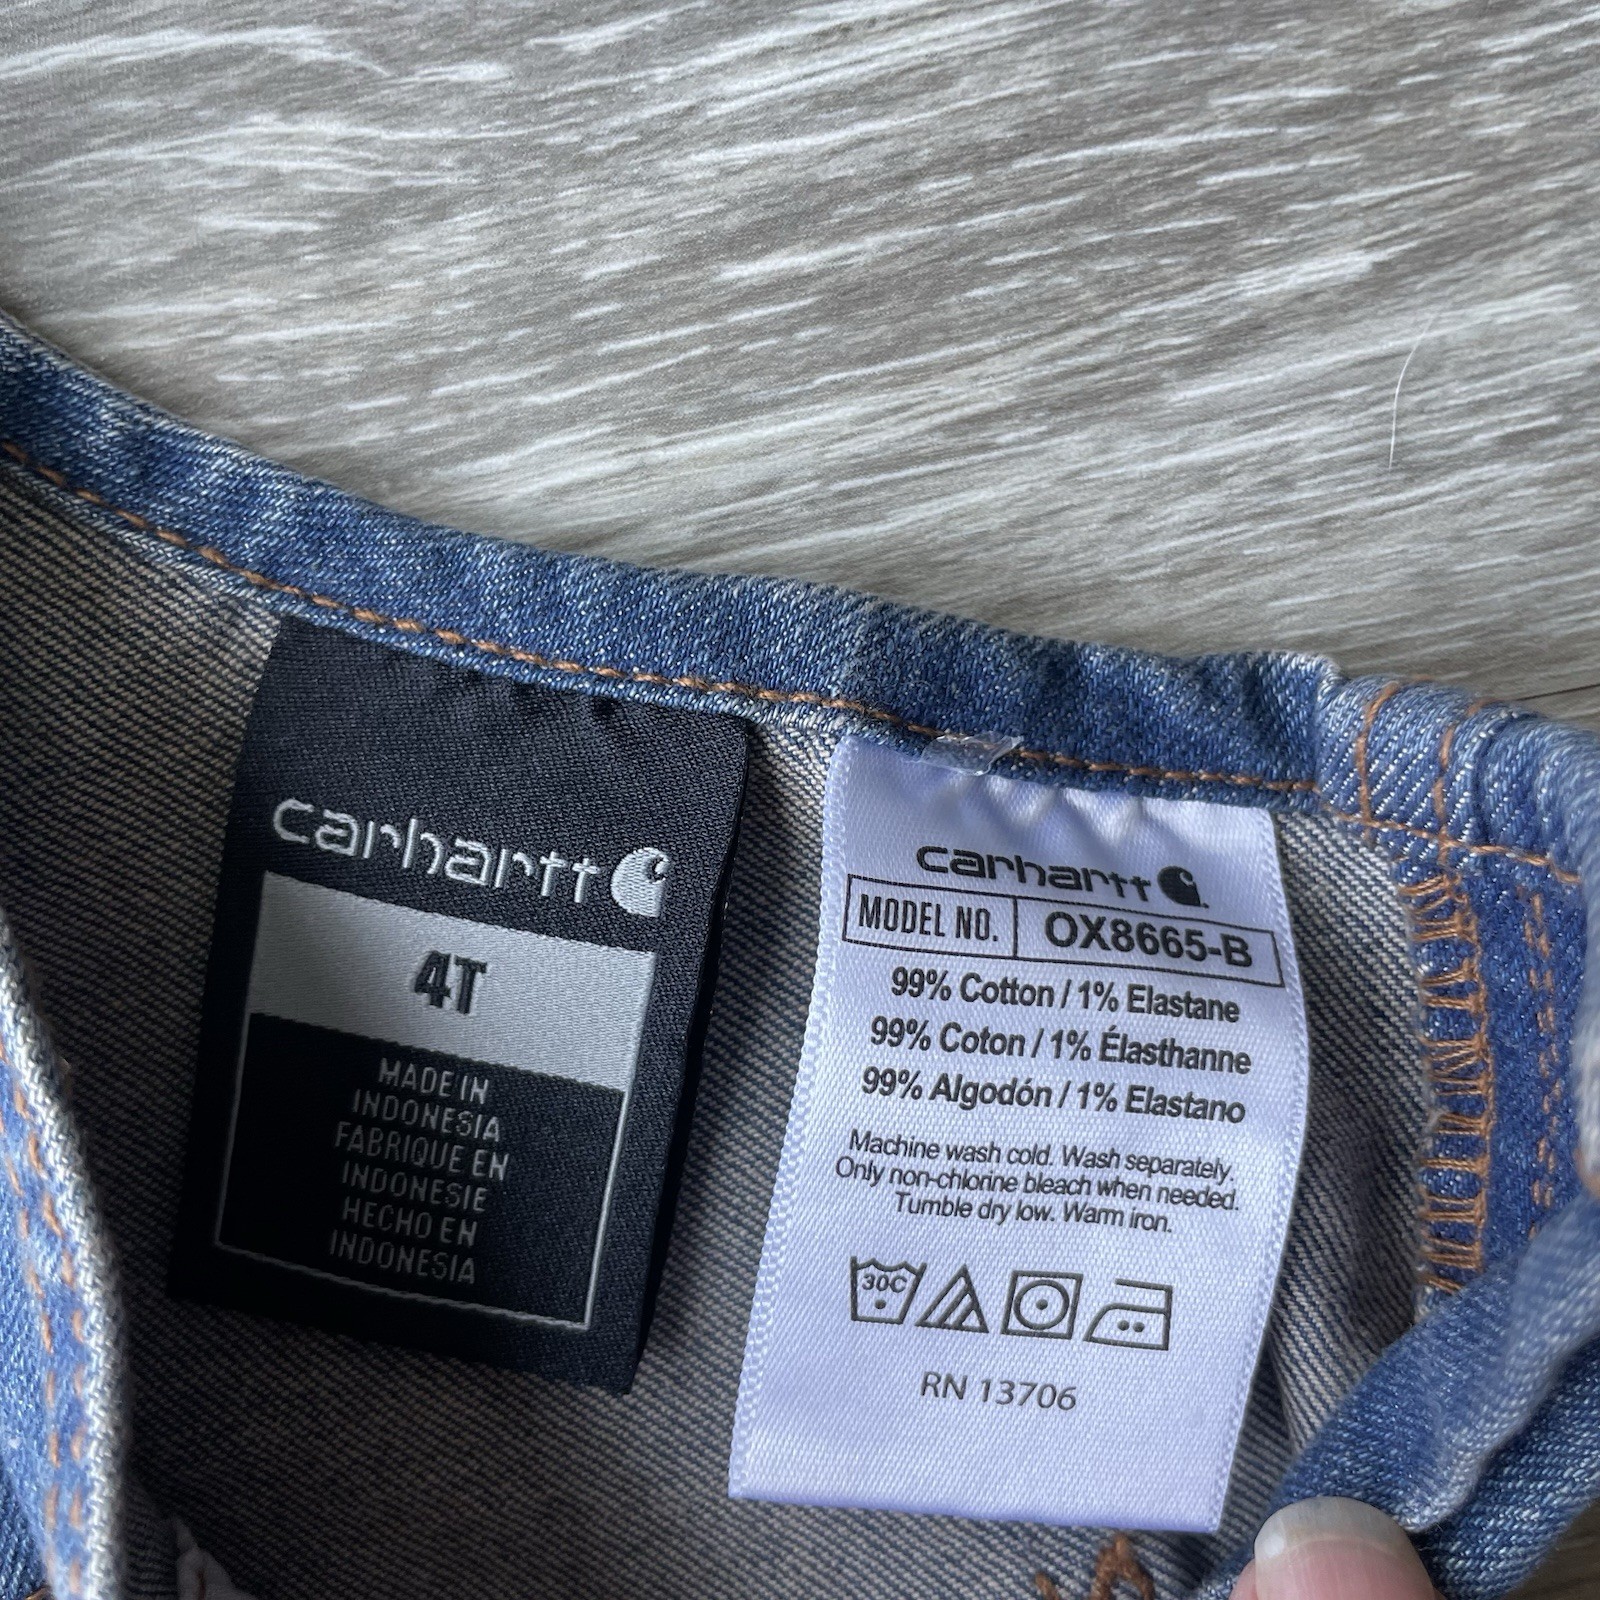 carhartt
4T
MADE IN
INDONESIA
FABRIQUE EN
INDONESIE
HECHO EN
INDONESIA
carhartt
MODEL NO. OX8665-B
99% Cotton / 1% Elastane
99% Coton / 1% Élasthanne
99% Algodón / 1% Elastano
Machine wash cold. Wash separately.
Only non-chlorine bleach when needed.
Tumble dry low. Warm iron.
30C
RN 13706